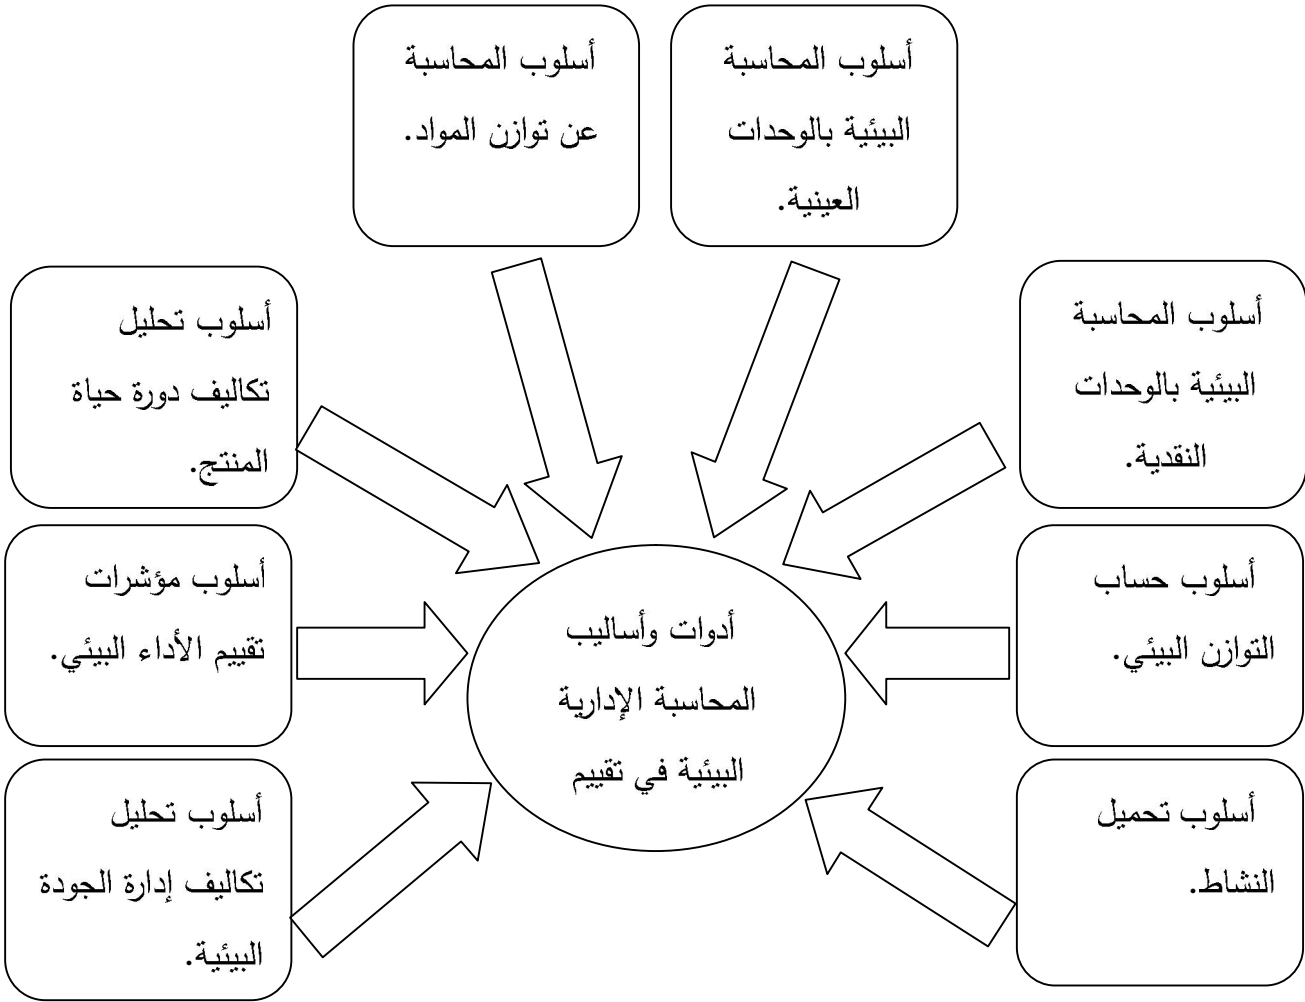 أسلوب المحاسبة
البيئية بالوحدات
العينية.
أسلوب المحاسبة
عن توازن المواد.
أسلوب المحاسبة
البيئية بالوحدات
النقدية.
أسلوب تحليل
تكاليف دورة حياة
المنتج.
أسلوب حساب
التوازن البيئي.
أسلوب مؤشرات
تقييم الأداء البيئي.
أدوات وأساليب
المحاسبة الإدارية
البيئية في تقييم
أسلوب تحميل
النشاط.
أسلوب تحليل
تكاليف إدارة الجودة
البيئية.